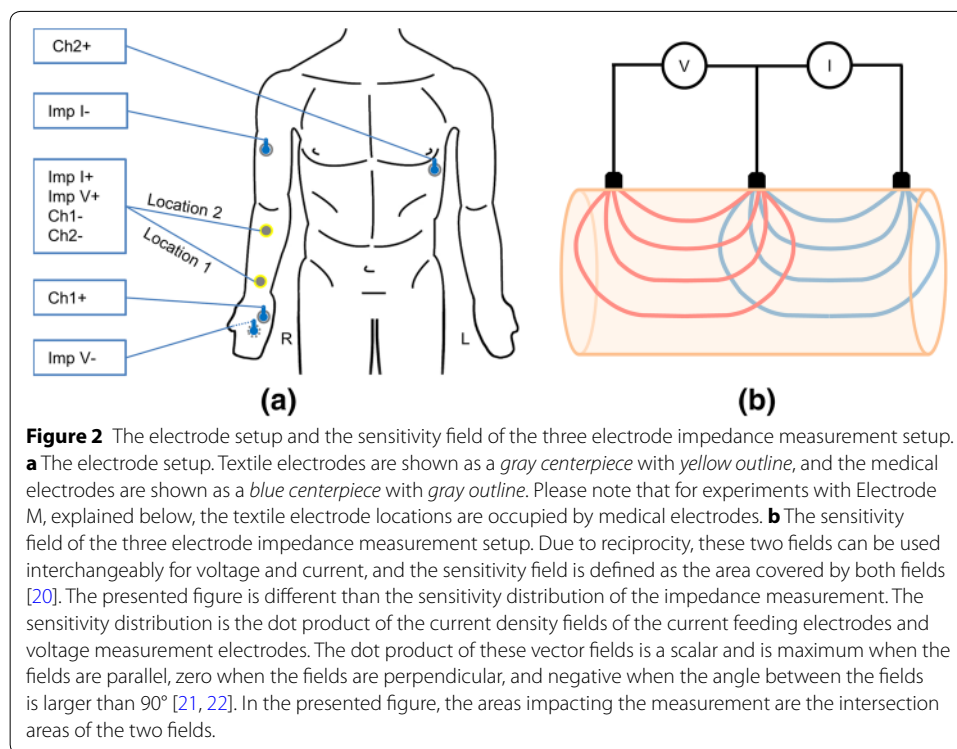 Ch2+
Imp I-
Imp I+
Imp V+
Ch1-
Ch2-
Location 2
Location 1
Ch1+
Imp V-
R
L
(a)
V
I
(b)
Figure 2 The electrode setup and the sensitivity field of the three electrode impedance measurement setup.
a The electrode setup. Textile electrodes are shown as a gray centerpiece with yellow outline, and the medical
electrodes are shown as a blue centerpiece with gray outline. Please note that for experiments with Electrode
M, explained below, the textile electrode locations are occupied by medical electrodes. b The sensitivity
field of the three electrode impedance measurement setup. Due to reciprocity, these two fields can be used
interchangeably for voltage and current, and the sensitivity field is defined as the area covered by both fields
[20]. The presented figure is different than the sensitivity distribution of the impedance measurement. The
sensitivity distribution is the dot product of the current density fields of the current feeding electrodes and
voltage measurement electrodes. The dot product of these vector fields is a scalar and is maximum when the
fields are parallel, zero when the fields are perpendicular, and negative when the angle between the fields
is larger than 90° [21, 22]. In the presented figure, the areas impacting the measurement are the intersection
areas of the two fields.